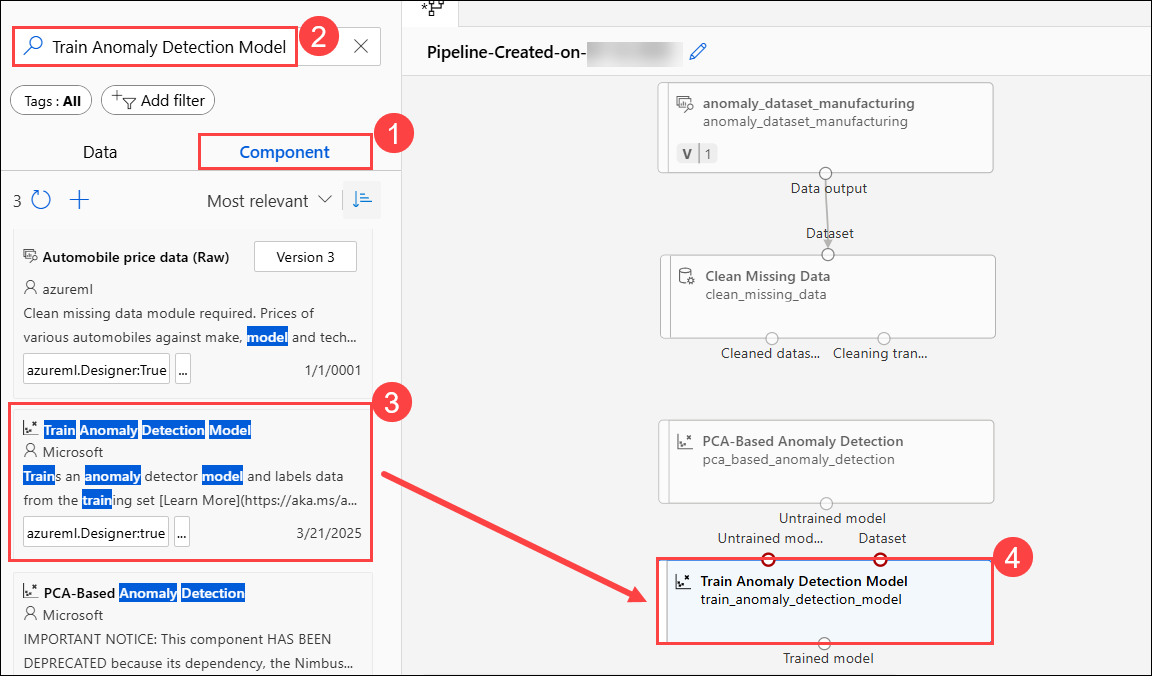 Train Anomaly Detection Model
2
Tags : All
Add filter
1
Data
Component
3
Most relevant
Automobile price data (Raw)
Version 3
azureml
Clean missing data module required. Prices of
various automobiles against make, model and tech...
azureml.Designer:True
...
1/1/0001
3
Train Anomaly Detection Model
Microsoft
Trains an anomaly detector model and labels data
from the training set [Learn More](https://aka.ms/a...
azureml.Designer:true
...
3/21/2025
PCA-Based Anomaly Detection
Microsoft
IMPORTANT NOTICE: This component HAS BEEN
DEPRECATED because its dependency, the Nimbus...
Pipeline-Created-on-
anomaly_dataset_manufacturing
anomaly_dataset_manufacturing
V 1
Data output
Dataset
Clean Missing Data
clean_missing_data
Cleaned datas... Cleaning tran...
PCA-Based Anomaly Detection
pca_based_anomaly_detection
Untrained model
Untrained mod... Dataset
4
Train Anomaly Detection Model
train_anomaly_detection_model
Trained model